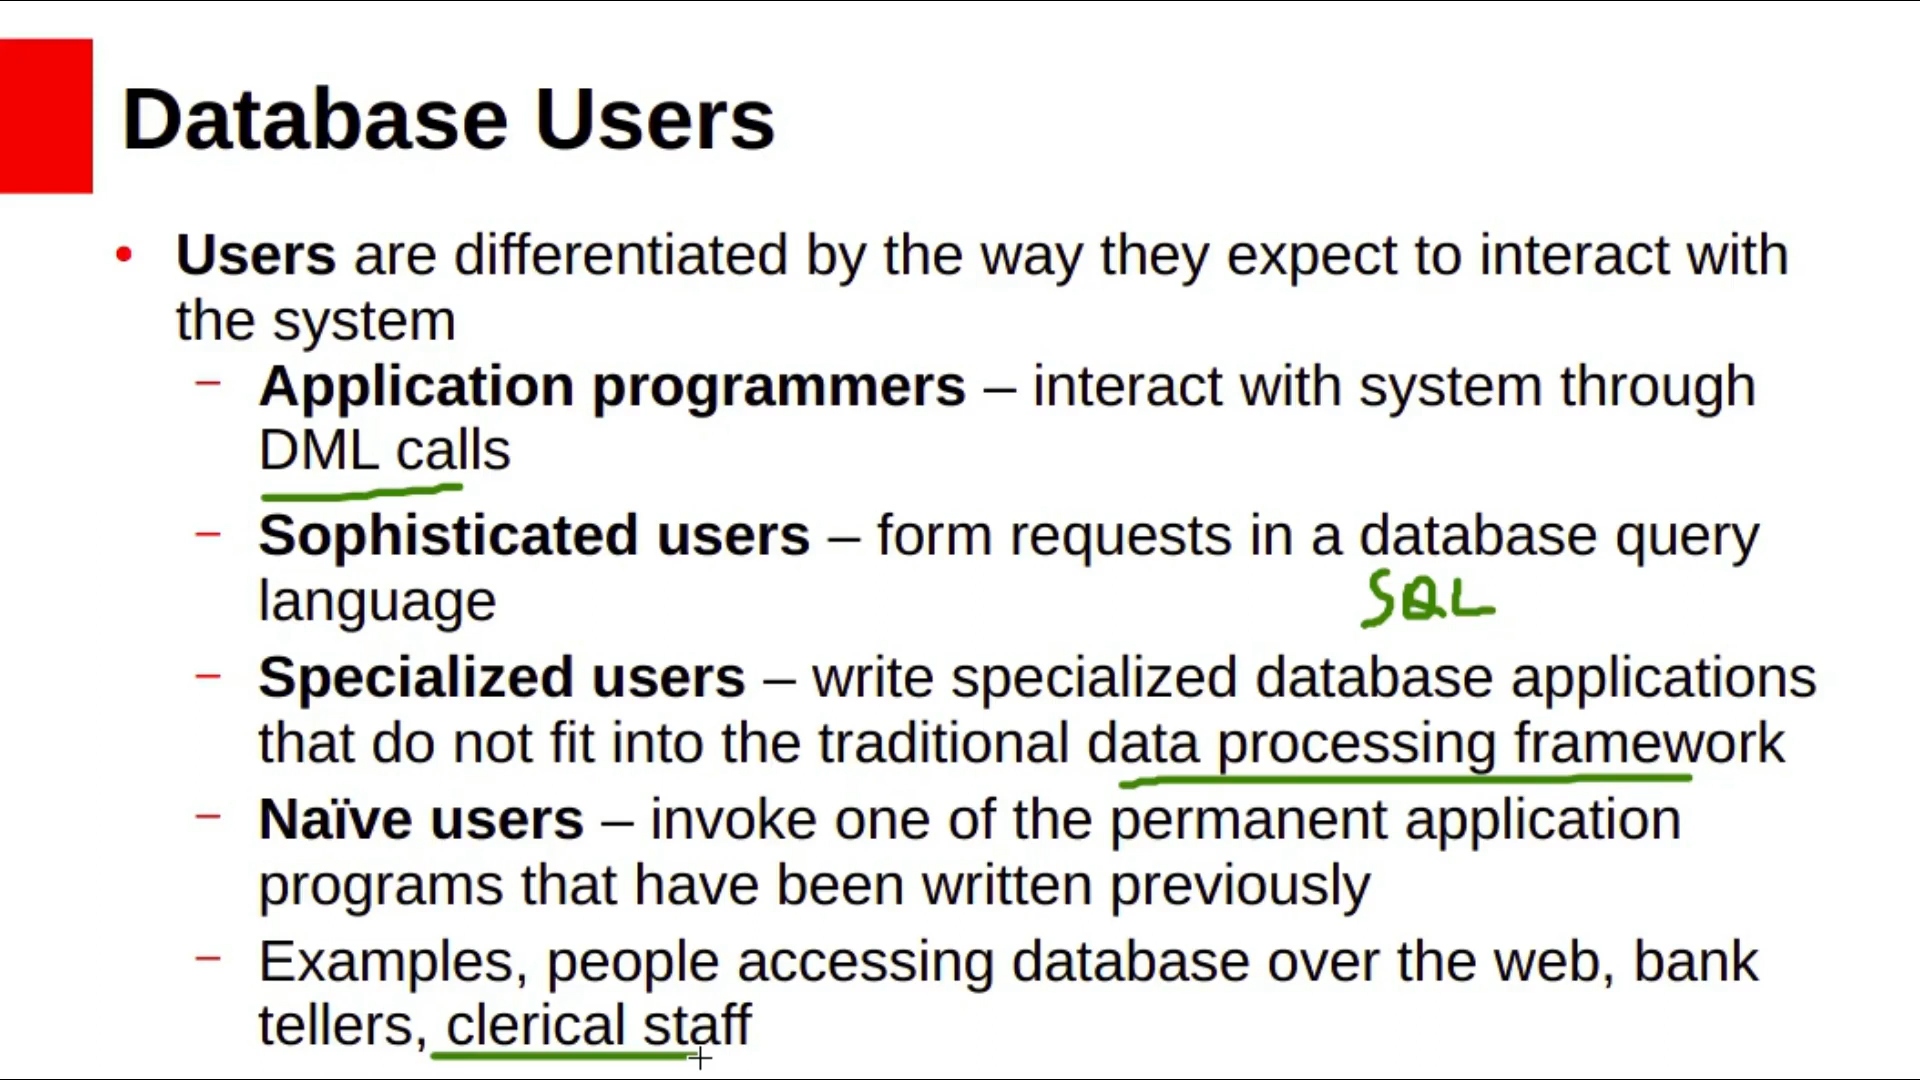 Database Users
• Users are differentiated by the way they expect to interact with
the system
– Application programmers – interact with system through
DML calls
– Sophisticated users – form requests in a database query
language SQL
– Specialized users – write specialized database applications
that do not fit into the traditional data processing framework
– Naïve users – invoke one of the permanent application
programs that have been written previously
– Examples, people accessing database over the web, bank
tellers, clerical staff